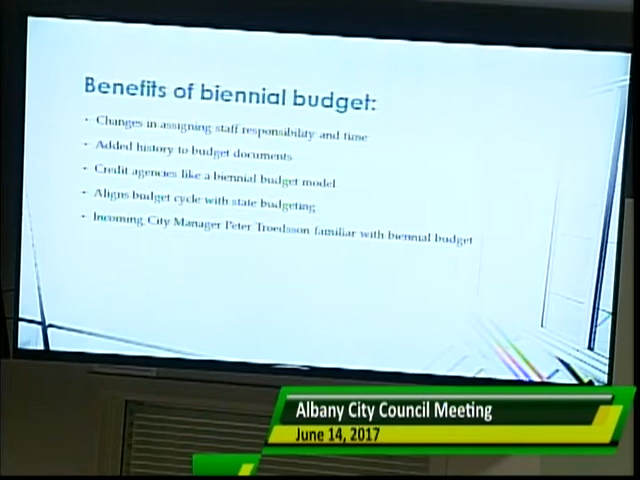 Benefits of biennial budget:
- Changes in assigning staff responsibility and time
- Added history to budget documents
- Credit agencies like a biennial budget model
- Aligns budget cycle with state budgeting
- Incoming City Manager Peter Troedsson familiar with biennial budget
Albany City Council Meeting
June 14, 2017